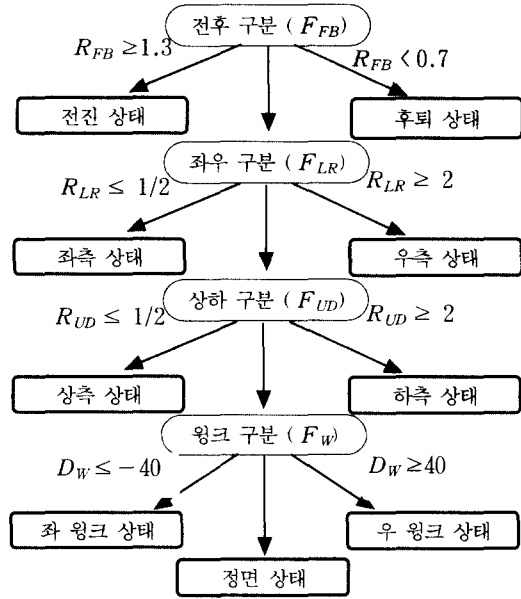 전후 구분 ( F_FB )
R_FB ≥1.3
R_FB <0.7
전진 상태
후퇴 상태
좌우 구분 ( F_LR )
R_LR ≤ 1/2
R_LR ≥ 2
좌측 상태
우측 상태
상하 구분 ( F_UD )
R_UD ≤ 1/2
R_UD ≥ 2
상측 상태
하측 상태
윙크 구분 ( F_W )
D_W ≤ −40
D_W ≥40
좌 윙크 상태
우 윙크 상태
정면 상태